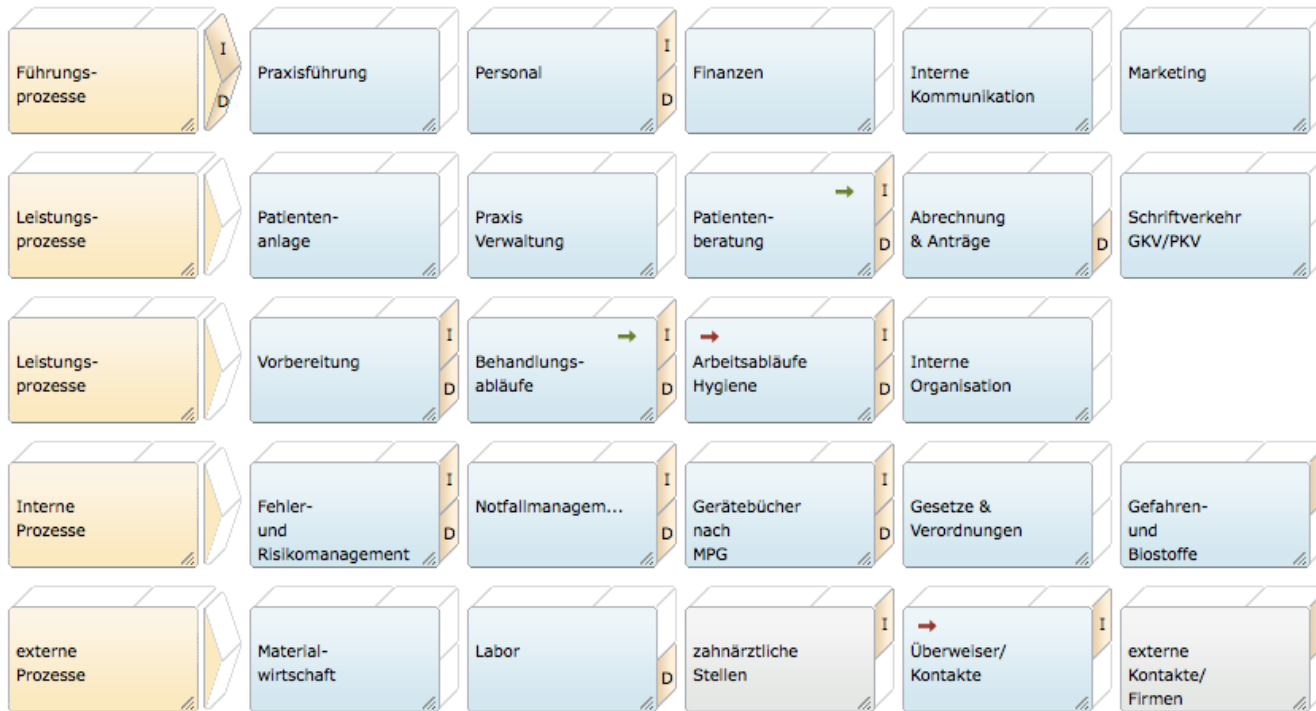 I
Führungs-
prozesse
D
Praxisführung
I
Personal
D
Finanzen
Interne
Kommunikation
Marketing
Leistungs-
prozesse
Patienten-
anlage
Praxis
Verwaltung
→
I
Patienten-
beratung
D
Abrechnung
& Anträge
D
Schriftverkehr
GKV/PKV
Leistungs-
prozesse
I
Vorbereitung
D
→
I
Behandlungs-
abläufe
D
→
I
Arbeitsabläufe
Hygiene
D
Interne
Organisation
Interne
Prozesse
I
Fehler-
und
Risikomanagement
D
I
Notfallmanagem...
D
I
Gerätebücher
nach
MPG
D
Gesetze &
Verordnungen
Gefahren-
und
Biostoffe
externe
Prozesse
Material-
wirtschaft
Labor
D
I
zahnärztliche
Stellen
→
I
Überweiser/
Kontakte
externe
Kontakte/
Firmen